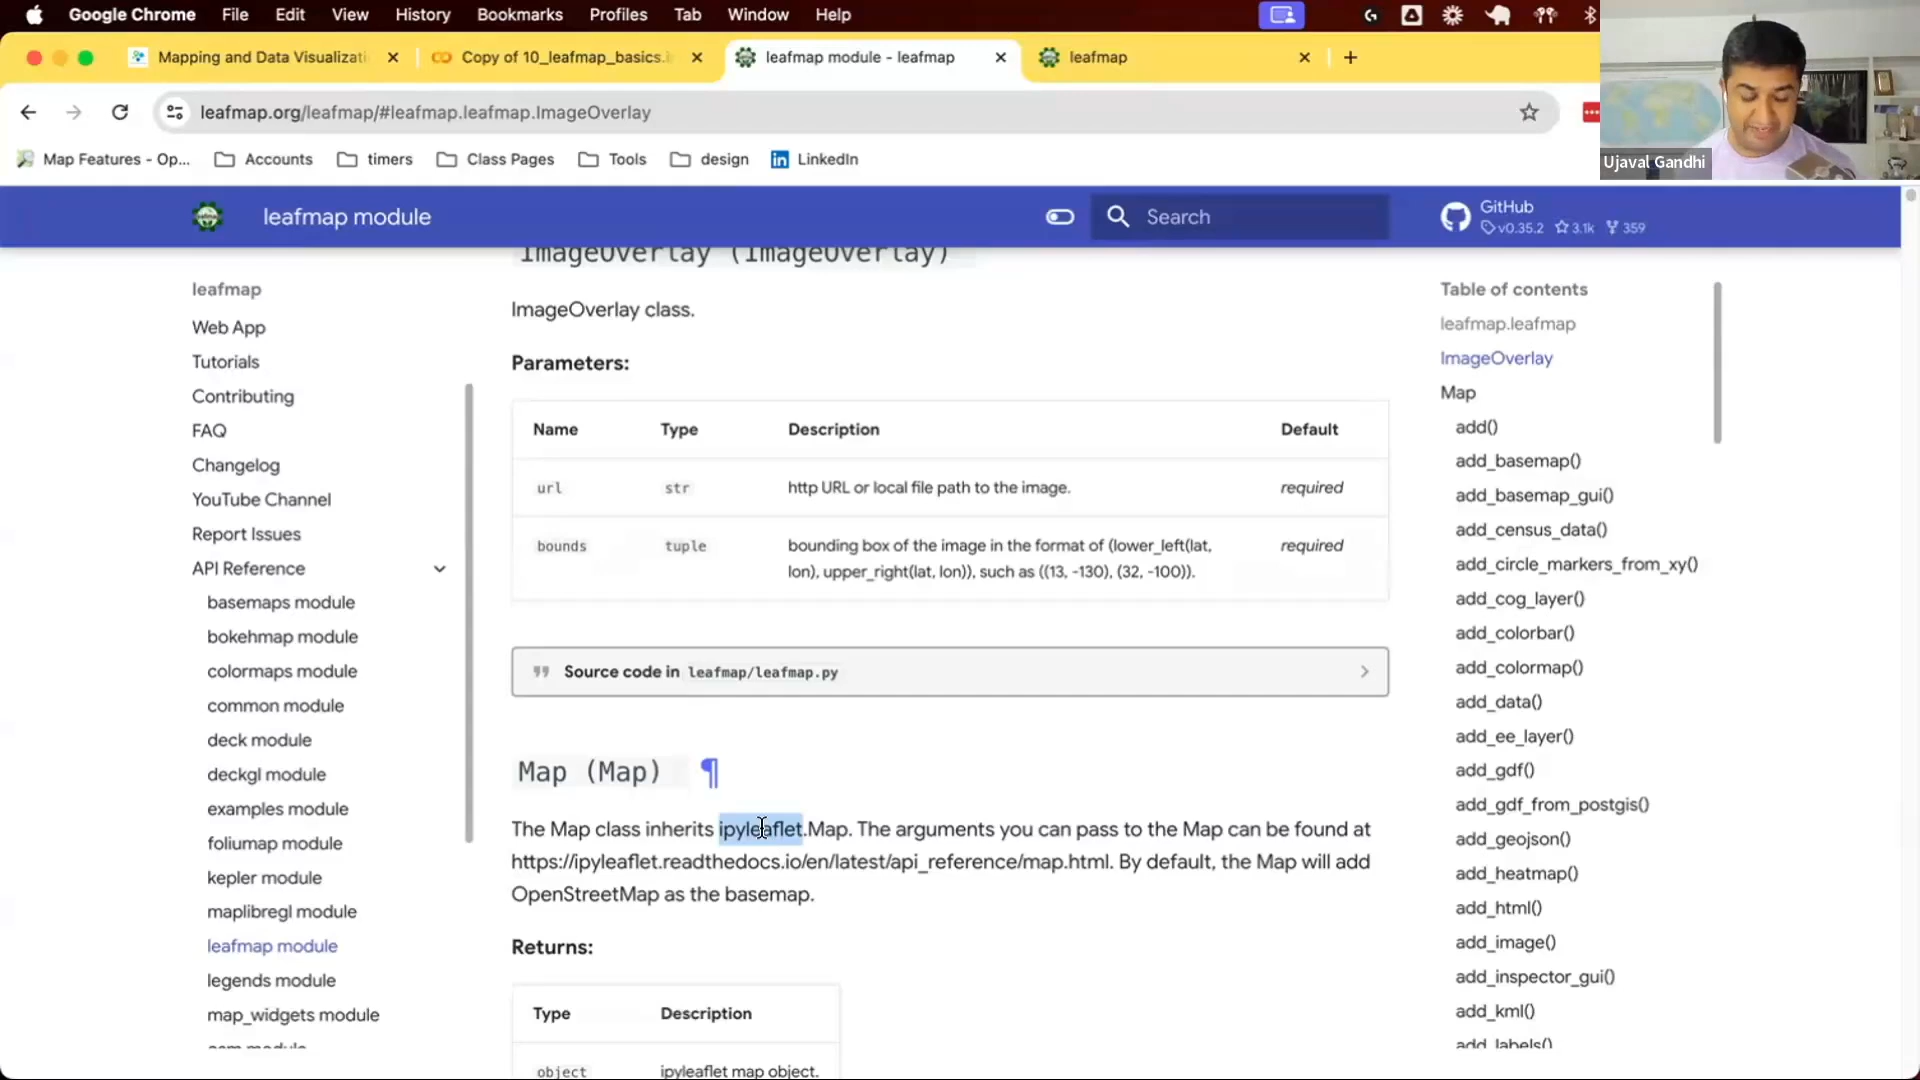 Google Chrome File Edit View History Bookmarks Profiles Tab Window Help
Mapping and Data Visualizati
Copy of 10_leafmap_basics.i
leafmap module - leafmap
leafmap
leafmap.org/leafmap/#leafmap.leafmap.ImageOverlay
Map Features - Op... Accounts timers Class Pages Tools design LinkedIn
Ujaval Gandhi
leafmap module
Search
GitHub
v0.35.2 3.1k 359
leafmap
Web App
Tutorials
Contributing
FAQ
Changelog
YouTube Channel
Report Issues
API Reference
basemaps module
bokehmap module
colormaps module
common module
deck module
deckgl module
examples module
foliumap module
kepler module
maplibregl module
leafmap module
legends module
map_widgets module
osm module
ImageOverlay (ImageOverlay)
ImageOverlay class.
Parameters:
Name Type Description Default
url str http URL or local file path to the image. required
bounds tuple bounding box of the image in the format of (lower_left(lat, required
lon), upper_right(lat, lon)), such as ((13, -130), (32, -100)).
Source code in leafmap/leafmap.py
Map (Map) ¶
The Map class inherits ipyleaflet.Map. The arguments you can pass to the Map can be found at
https://ipyleaflet.readthedocs.io/en/latest/api_reference/map.html. By default, the Map will add
OpenStreetMap as the basemap.
Returns:
Type Description
object ipyleaflet map object.
Table of contents
leafmap.leafmap
ImageOverlay
Map
add()
add_basemap()
add_basemap_gui()
add_census_data()
add_circle_markers_from_xy()
add_cog_layer()
add_colorbar()
add_colormap()
add_data()
add_ee_layer()
add_gdf()
add_gdf_from_postgis()
add_geojson()
add_heatmap()
add_html()
add_image()
add_inspector_gui()
add_kml()
add_labels()